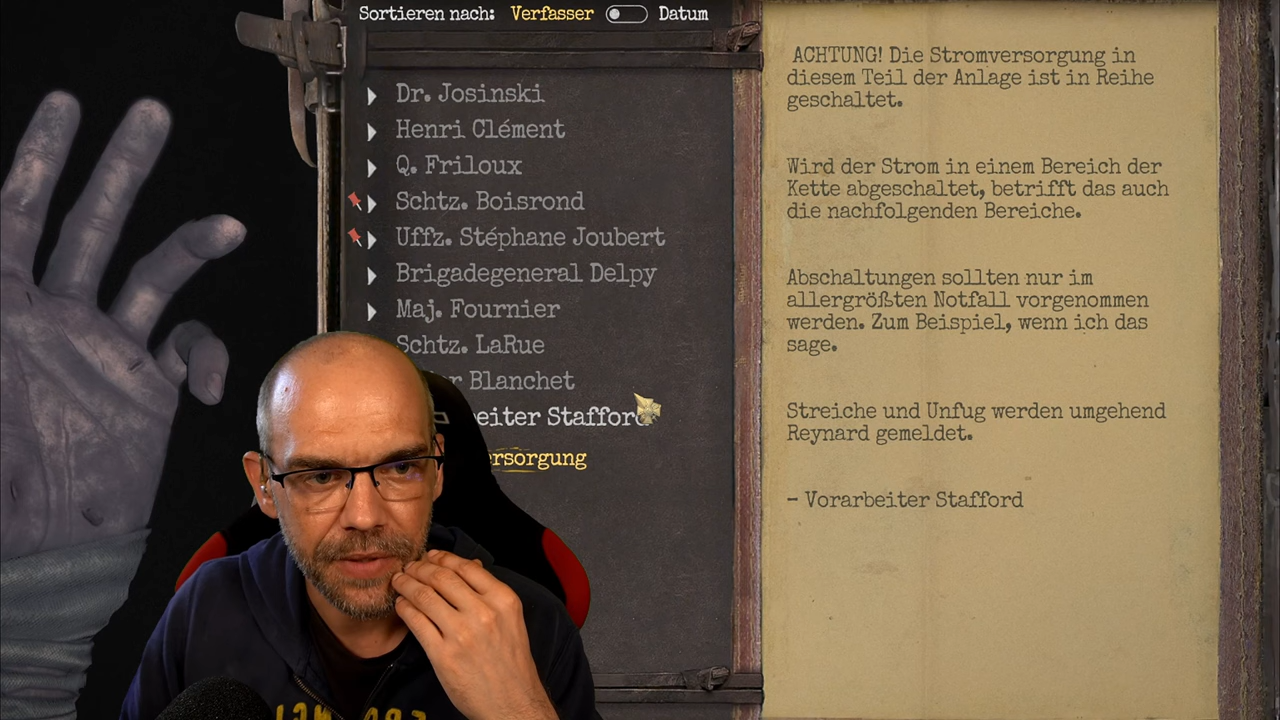 Sortieren nach: Verfasser Datum
Dr. Josinski
Henri Clément
Q. Friloux
Schtz. Boisrond
Uffz. Stéphane Joubert
Brigadegeneral Delpy
Maj. Fournier
Schtz. LaRue
Blanchet
eiter Stafford
ersorgung
ACHTUNG! Die Stromversorgung in
diesem Teil der Anlage ist in Reihe
geschaltet.
Wird der Strom in einem Bereich der
Kette abgeschaltet, betrifft das auch
die nachfolgenden Bereiche.
Abschaltungen sollten nur im
allergrößten Notfall vorgenommen
werden. Zum Beispiel, wenn ich das
sage.
Streiche und Unfug werden umgehend
Reynard gemeldet.
– Vorarbeiter Stafford